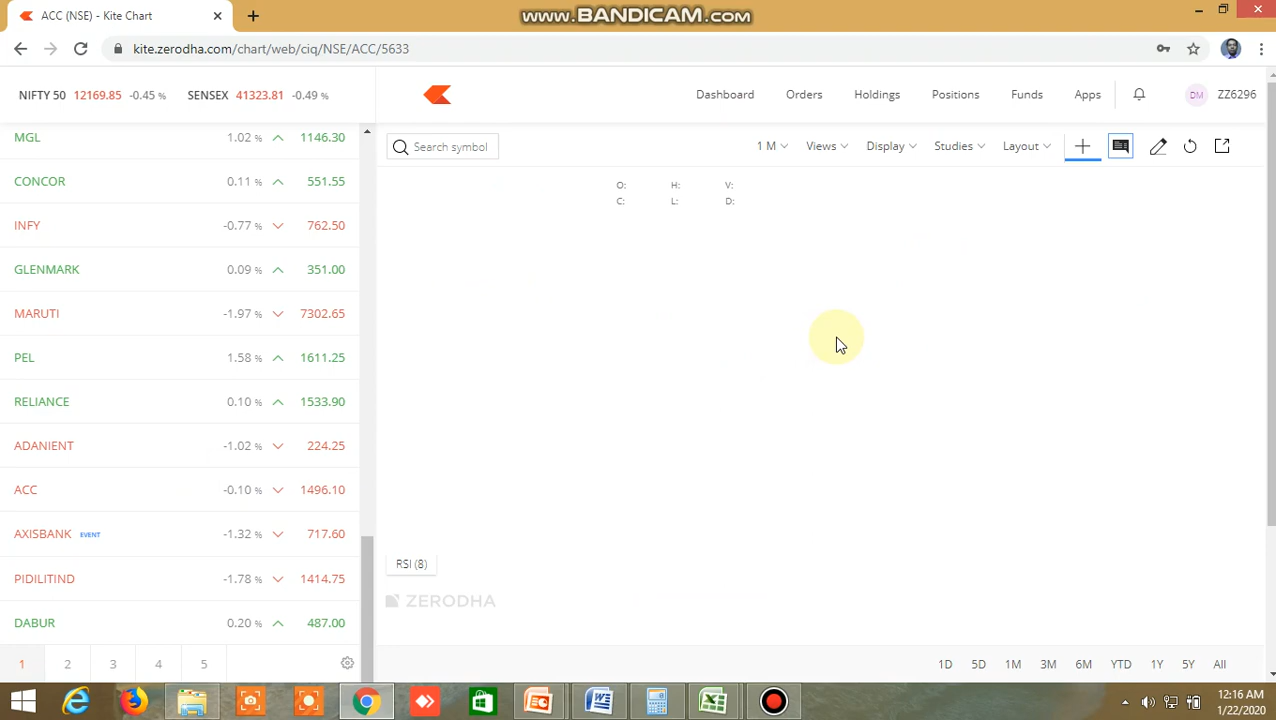 ACC (NSE) - Kite Chart
www.BANDICAM.com
kite.zerodha.com/chart/web/ciq/NSE/ACC/5633
NIFTY 50 12169.85 -0.45 % SENSEX 41323.81 -0.49 %
Dashboard Orders Holdings Positions Funds Apps DM ZZ6296
MGL 1.02 % 1146.30
Search symbol 1 M Views Display Studies Layout
CONCOR 0.11 % 551.55
O: H: V:
C: L: D:
INFY -0.77 % 762.50
GLENMARK 0.09 % 351.00
MARUTI -1.97 % 7302.65
PEL 1.58 % 1611.25
RELIANCE 0.10 % 1533.90
ADANIENT -1.02 % 224.25
ACC -0.10 % 1496.10
AXISBANK EVENT -1.32 % 717.60
RSI (8)
PIDILITIND -1.78 % 1414.75
ZERODHA
DABUR 0.20 % 487.00
1 2 3 4 5
1D 5D 1M 3M 6M YTD 1Y 5Y All
12:16 AM
1/22/2020